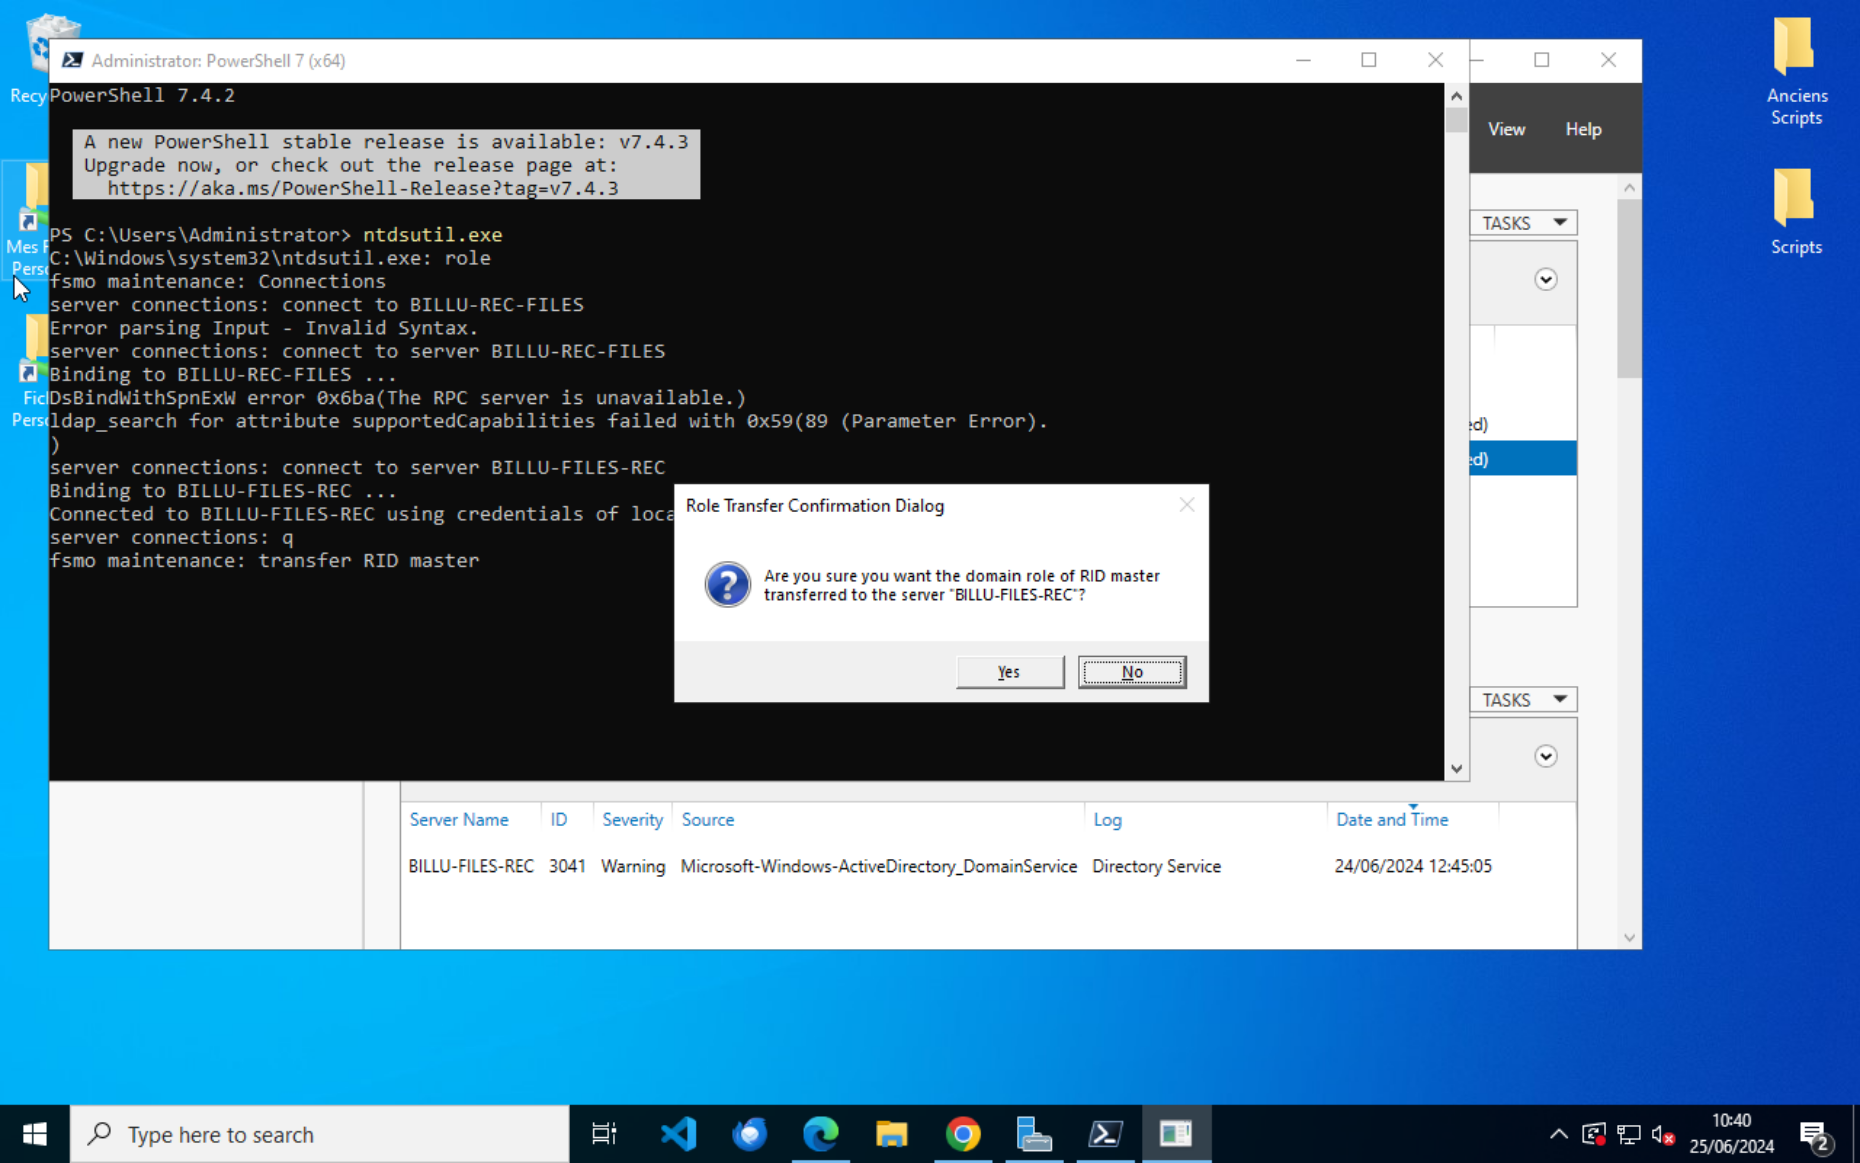 Administrator: PowerShell 7 (x64)
PowerShell 7.4.2
A new PowerShell stable release is available: v7.4.3
Upgrade now, or check out the release page at:
https://aka.ms/PowerShell-Release?tag=v7.4.3
PS C:\Users\Administrator> ntdsutil.exe
C:\Windows\system32\ntdsutil.exe: role
fsmo maintenance: Connections
server connections: connect to BILLU-REC-FILES
Error parsing Input - Invalid Syntax.
server connections: connect to server BILLU-REC-FILES
Binding to BILLU-REC-FILES ...
DsBindWithSpnExW error 0x6ba(The RPC server is unavailable.)
ldap_search for attribute supportedCapabilities failed with 0x59(89 (Parameter Error).
)
server connections: connect to server BILLU-FILES-REC
Binding to BILLU-FILES-REC ...
Connected to BILLU-FILES-REC using credentials of loca
server connections: q
fsmo maintenance: transfer RID master
Role Transfer Confirmation Dialog
Are you sure you want the domain role of RID master
transferred to the server "BILLU-FILES-REC"?
Yes
No
View
Help
TASKS
ed)
ed)
TASKS
Server Name
ID
Severity
Source
Log
Date and Time
BILLU-FILES-REC
3041
Warning
Microsoft-Windows-ActiveDirectory_DomainService
Directory Service
24/06/2024 12:45:05
Recy
Mes F
Perso
Fich
Perso
Anciens
Scripts
Scripts
Type here to search
10:40
25/06/2024
2